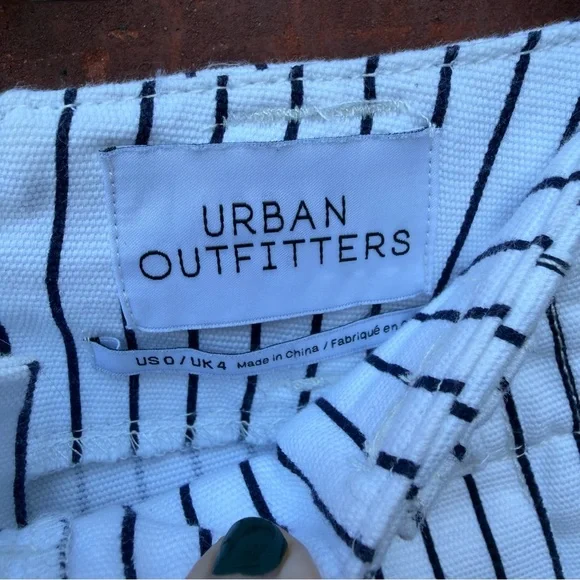 URBAN
OUTFITTERS
US 0 / UK 4 Made in China / Fabriqué en